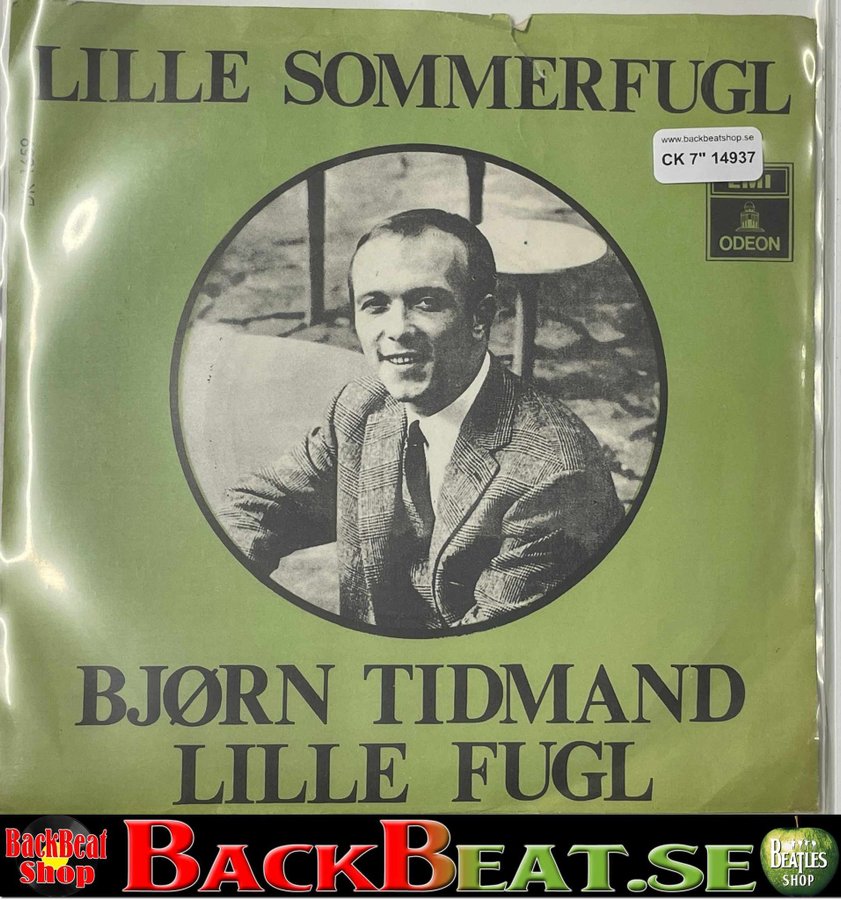 LILLE SOMMERFUGL
www.backbeatshop.se
CK 7" 14937
EMI
ODEON
BJØRN TIDMAND
LILLE FUGL
BackBeat
Shop
BACKBEAT.SE
BEATLES
SHOP